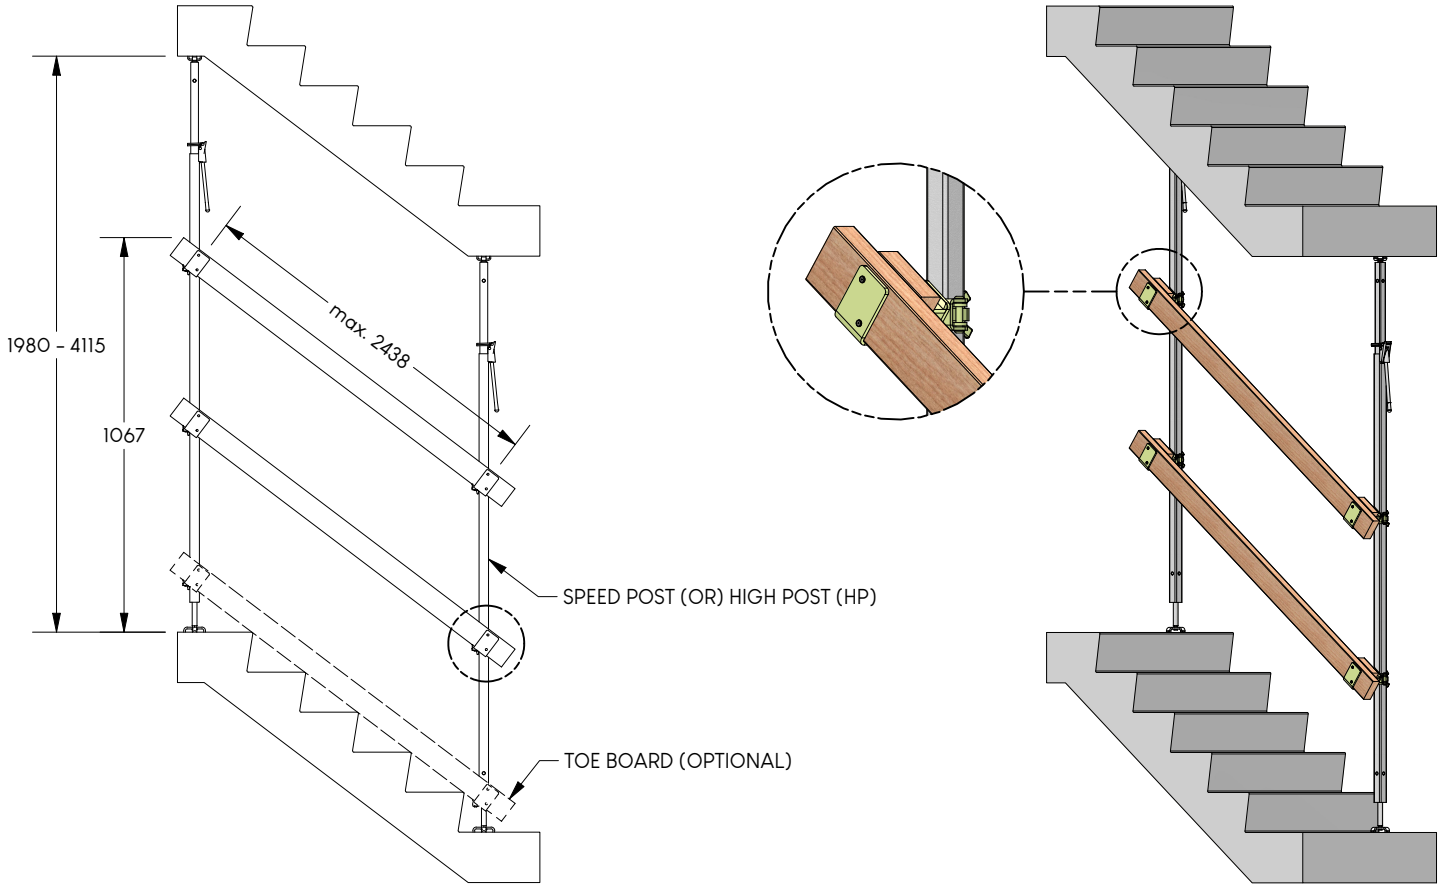 max. 2438
1980 - 4115
1067
SPEED POST (OR) HIGH POST (HP)
TOE BOARD (OPTIONAL)